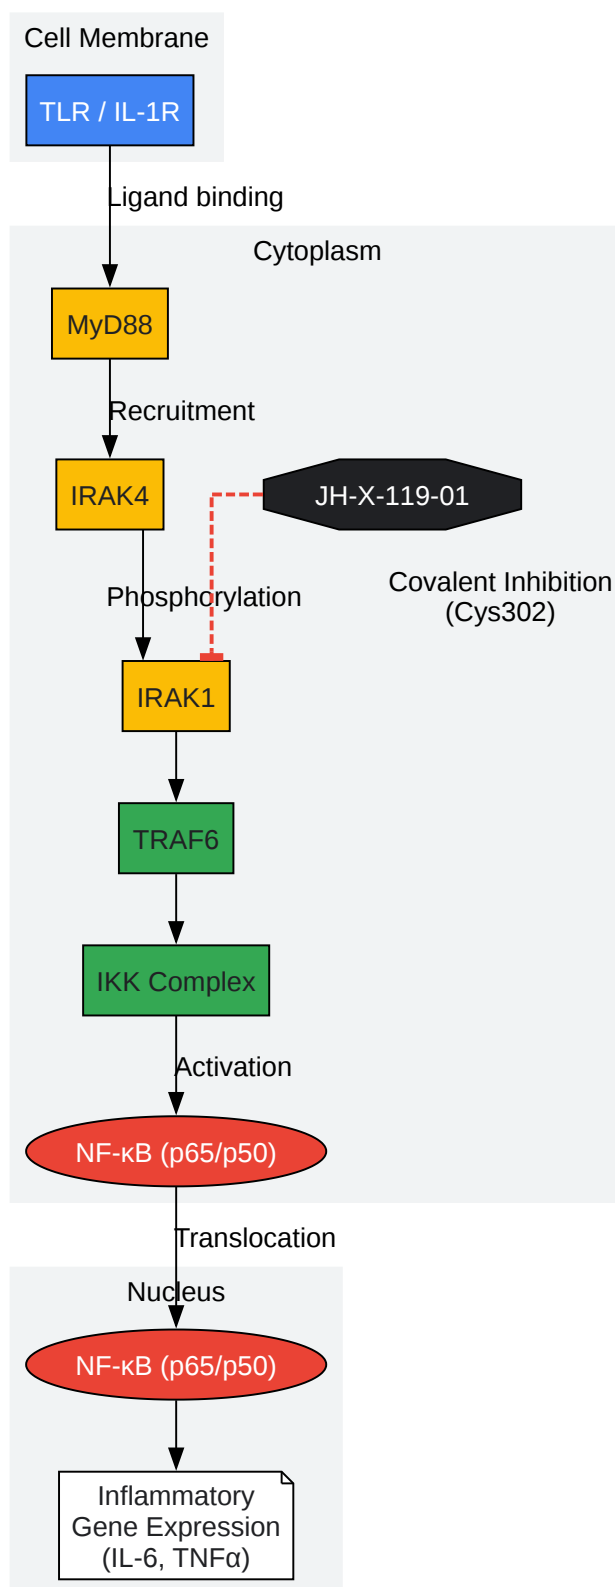 Cell Membrane
TLR / IL-1R
Ligand binding
Cytoplasm
MyD88
Recruitment
IRAK4
JH-X-119-01
Covalent Inhibition
(Cys302)
Phosphorylation
IRAK1
TRAF6
IKK Complex
Activation
NF-κB (p65/p50)
Translocation
Nucleus
NF-κB (p65/p50)
Inflammatory
Gene Expression
(IL-6, TNFα)